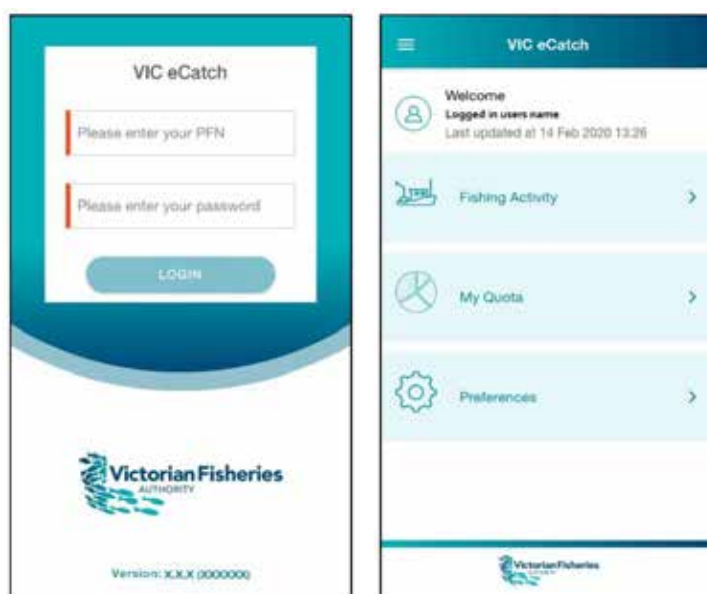 VIC eCatch
Please enter your PFN
Please enter your password
LOGIN
Victorian Fisheries
AUTHORITY
Version: X.X.X (XXXXXX)
VIC eCatch
Welcome
Logged in users name
Last updated at 14 Feb 2020 13:26
Fishing Activity
My Quota
Preferences
Victorian Fisheries